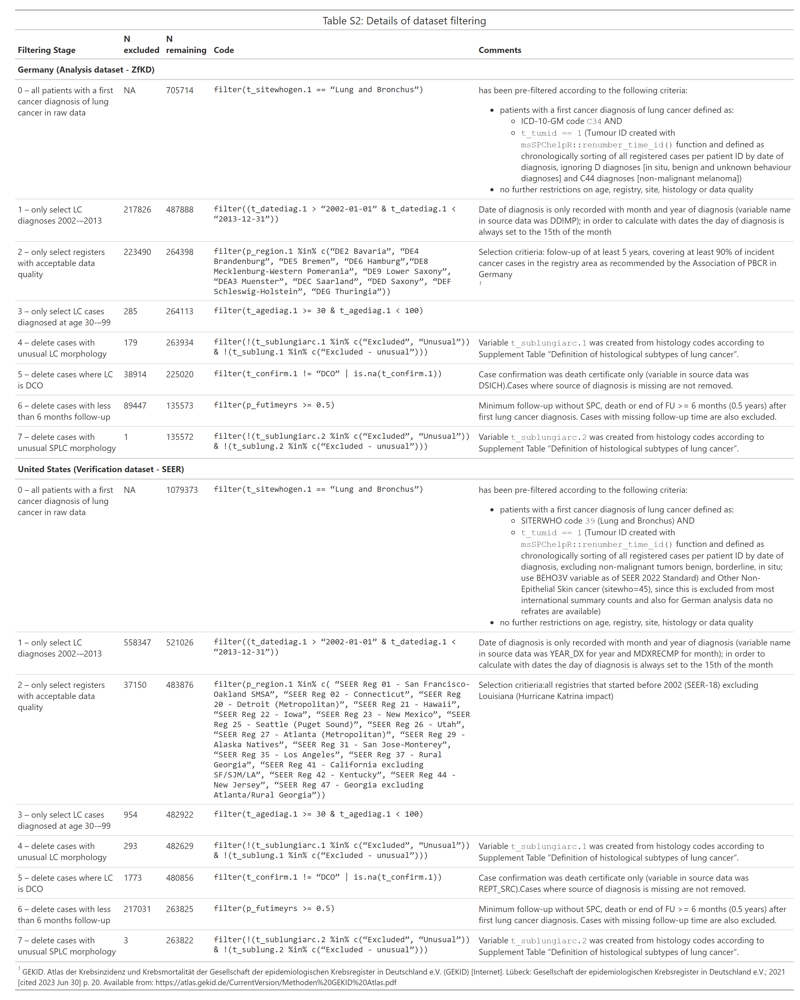 Table S2: Details of dataset filtering
N
N
Filtering Stage
excluded
remaining
Code
Comments
Germany (Analysis dataset - ZfKD)
0 – all patients with a first
cancer diagnosis of lung
cancer in raw data
NA
705714
filter(t_sitewhogen.1 == “Lung and Bronchus”)
has been pre-filtered according to the following criteria:
• patients with a first cancer diagnosis of lung cancer defined as:
◦ ICD-10-GM code C34 AND
◦ t_tumid == 1 (Tumour ID created with
msSPChelpR::renumber_time_id() function and defined as
chronologically sorting of all registered cases per patient ID by date of
diagnosis, ignoring D diagnoses [in situ, benign and unknown behaviour
diagnoses] and C44 diagnoses [non-malignant melanoma])
• no further restrictions on age, registry, site, histology or data quality
1 – only select LC
diagnoses 2002-–2013
217826
487888
filter((t_datediag.1 > “2002-01-01” & t_datediag.1 <
“2013-12-31”))
Date of diagnosis is only recorded with month and year of diagnosis (variable name
in source data was DDIMP); in order to calculate with dates the day of diagnosis is
always set to the 15th of the month
2 – only select registers
with acceptable data
quality
223490
264398
filter(p_region.1 %in% c(“DE2 Bavaria”, “DE4
Brandenburg”, “DE5 Bremen”, “DE6 Hamburg”,“DE8
Mecklenburg-Western Pomerania”, “DE9 Lower Saxony”,
“DEA3 Muenster”, “DEC Saarland”, “DED Saxony”, “DEF
Schleswig-Holstein”, “DEG Thuringia”))
Selection critieria: folow-up of at least 5 years, covering at least 90% of incident
cancer cases in the registry area as recommended by the Association of PBCR in
Germany
1
3 – only select LC cases
diagnosed at age 30-–99
285
264113
filter(t_agediag.1 >= 30 & t_agediag.1 < 100)
4 – delete cases with
unusual LC morphology
179
263934
filter(!(t_sublungiarc.1 %in% c(“Excluded”, “Unusual”))
& !(t_sublung.1 %in% c(“Excluded - unusual”)))
Variable t_sublungiarc.1 was created from histology codes according to
Supplement Table “Definition of histological subtypes of lung cancer”.
5 – delete cases where LC
is DCO
38914
225020
filter(t_confirm.1 != “DCO” | is.na(t_confirm.1))
Case confirmation was death certificate only (variable in source data was
DSICH).Cases where source of diagnosis is missing are not removed.
6 – delete cases with less
than 6 months follow-up
89447
135573
filter(p_futimeyrs >= 0.5)
Minimum follow-up without SPC, death or end of FU >= 6 months (0.5 years) after
first lung cancer diagnosis. Cases with missing follow-up time are also excluded.
7 – delete cases with
unusual SPLC morphology
1
135572
filter(!(t_sublungiarc.2 %in% c(“Excluded”, “Unusual”))
& !(t_sublung.2 %in% c(“Excluded - unusual”)))
Variable t_sublungiarc.2 was created from histology codes according to
Supplement Table “Definition of histological subtypes of lung cancer”.
United States (Verification dataset - SEER)
0 – all patients with a first
cancer diagnosis of lung
cancer in raw data
NA
1079373
filter(t_sitewhogen.1 == “Lung and Bronchus”)
has been pre-filtered according to the following criteria:
• patients with a first cancer diagnosis of lung cancer defined as:
◦ SITERWHO code 39 (Lung and Bronchus) AND
◦ t_tumid == 1 (Tumour ID created with
msSPChelpR::renumber_time_id() function and defined as
chronologically sorting of all registered cases per patient ID by date of
diagnosis, excluding non-malignant tumors benign, borderline, in situ;
use BEHO3V variable as of SEER 2022 Standard) and Other Non-
Epithelial Skin cancer (sitewho=45), since this is excluded from most
international summary counts and also for German analysis data no
refrates are available)
• no further restrictions on age, registry, site, histology or data quality
1 – only select LC
diagnoses 2002-–2013
558347
521026
filter((t_datediag.1 > “2002-01-01” & t_datediag.1 <
“2013-12-31”))
Date of diagnosis is only recorded with month and year of diagnosis (variable name
in source data was YEAR_DX for year and MDXRECMP for month); in order to
calculate with dates the day of diagnosis is always set to the 15th of the month
2 – only select registers
with acceptable data
quality
37150
483876
filter(p_region.1 %in% c( “SEER Reg 01 - San Francisco-
Oakland SMSA”, “SEER Reg 02 - Connecticut”, “SEER Reg
20 - Detroit (Metropolitan)”, “SEER Reg 21 - Hawaii”,
“SEER Reg 22 - Iowa”, “SEER Reg 23 - New Mexico”, “SEER
Reg 25 - Seattle (Puget Sound)”, “SEER Reg 26 - Utah”,
“SEER Reg 27 - Atlanta (Metropolitan)”, “SEER Reg 29 -
Alaska Natives”, “SEER Reg 31 - San Jose-Monterey”,
“SEER Reg 35 - Los Angeles”, “SEER Reg 37 - Rural
Georgia”, “SEER Reg 41 - California excluding
SF/SJM/LA”, “SEER Reg 42 - Kentucky”, “SEER Reg 44 -
New Jersey”, “SEER Reg 47 - Georgia excluding
Atlanta/Rural Georgia”))
Selection critieria:all registries that started before 2002 (SEER-18) excluding
Louisiana (Hurricane Katrina impact)
3 – only select LC cases
diagnosed at age 30-–99
954
482922
filter(t_agediag.1 >= 30 & t_agediag.1 < 100)
4 – delete cases with
unusual LC morphology
293
482629
filter(!(t_sublungiarc.1 %in% c(“Excluded”, “Unusual”))
& !(t_sublung.1 %in% c(“Excluded - unusual”)))
Variable t_sublungiarc.1 was created from histology codes according to
Supplement Table “Definition of histological subtypes of lung cancer”.
5 – delete cases where LC
is DCO
1773
480856
filter(t_confirm.1 != “DCO” | is.na(t_confirm.1))
Case confirmation was death certificate only (variable in source data was
REPT_SRC).Cases where source of diagnosis is missing are not removed.
6 – delete cases with less
than 6 months follow-up
217031
263825
filter(p_futimeyrs >= 0.5)
Minimum follow-up without SPC, death or end of FU >= 6 months (0.5 years) after
first lung cancer diagnosis. Cases with missing follow-up time are also excluded.
7 – delete cases with
unusual SPLC morphology
3
263822
filter(!(t_sublungiarc.2 %in% c(“Excluded”, “Unusual”))
& !(t_sublung.2 %in% c(“Excluded - unusual”)))
Variable t_sublungiarc.2 was created from histology codes according to
Supplement Table “Definition of histological subtypes of lung cancer”.
1 GEKID. Atlas der Krebsinzidenz und Krebsmortalität der Gesellschaft der epidemiologischen Krebsregister in Deutschland e.V. (GEKID) [Internet]. Lübeck: Gesellschaft der epidemiologischen Krebsregister in Deutschland e.V.; 2021
[cited 2023 Jun 30] p. 20. Available from: https://atlas.gekid.de/CurrentVersion/Methoden%20GEKID%20Atlas.pdf